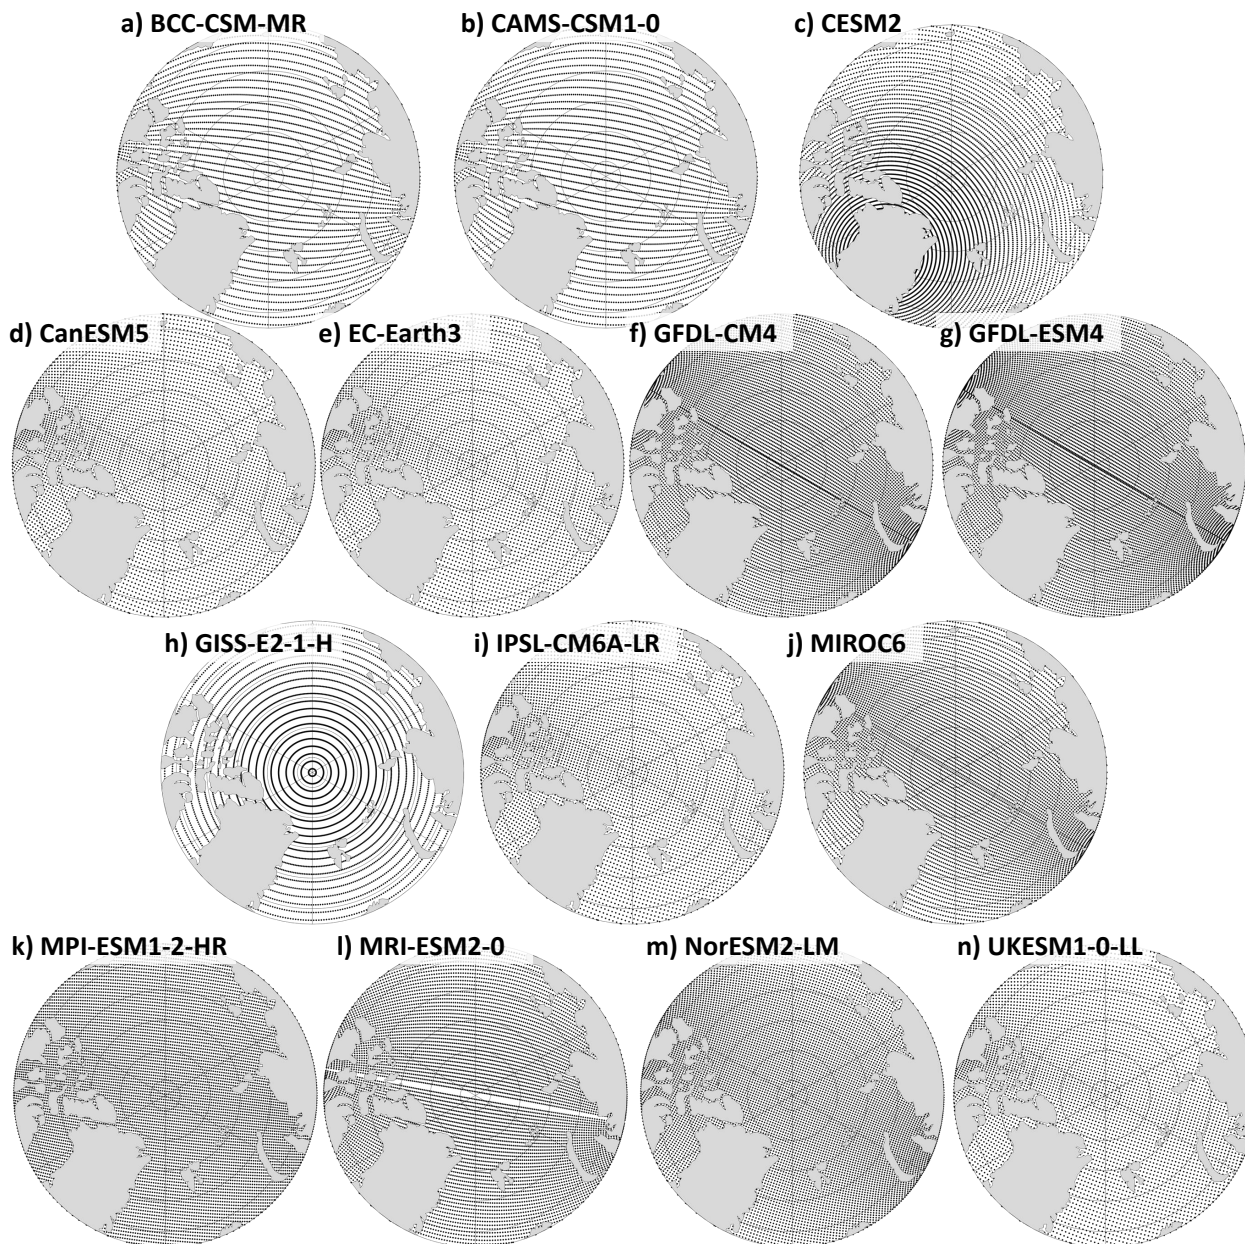 a) BCC-CSM-MR
b) CAMS-CSM1-0
c) CESM2
d) CanESM5
e) EC-Earth3
f) GFDL-CM4
g) GFDL-ESM4
h) GISS-E2-1-H
i) IPSL-CM6A-LR
j) MIROC6
k) MPI-ESM1-2-HR
l) MRI-ESM2-0
m) NorESM2-LM
n) UKESM1-0-LL